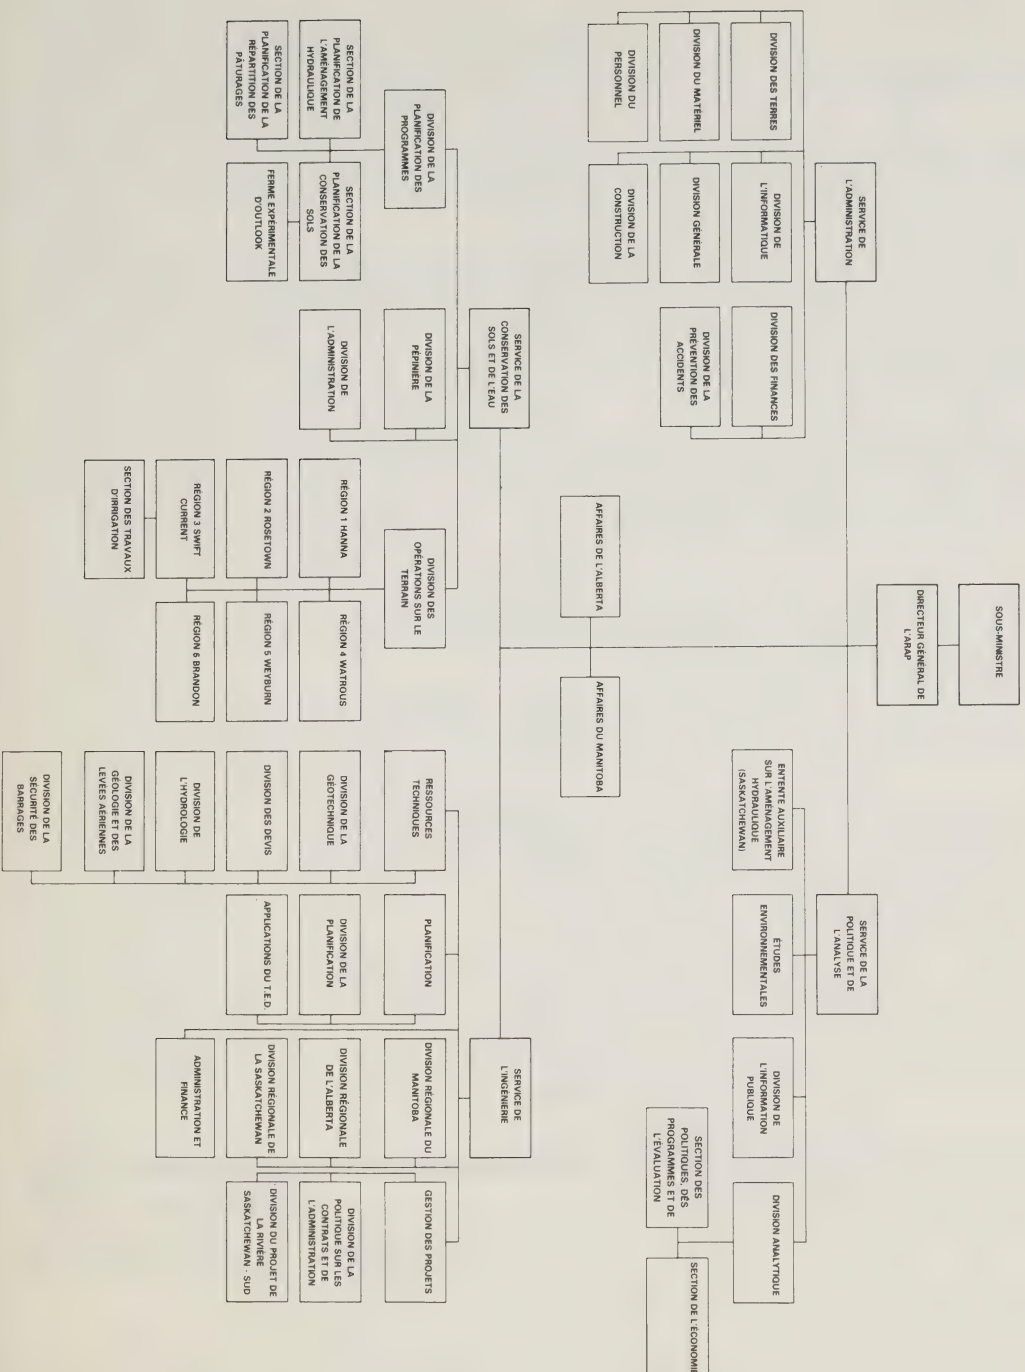 SOUS-MINISTRE
DIRECTEUR GÉNÉRAL DE
L'ARAP
SERVICE DE
L'ADMINISTRATION
DIVISION DES TERRES
DIVISION DE
L'INFORMATIQUE
DIVISION DES FINANCES
DIVISION DU MATÉRIEL
DIVISION GÉNÉRALE
DIVISION DE LA
PRÉVENTION DES
ACCIDENTS
DIVISION DU
PERSONNEL
DIVISION DE LA
CONSTRUCTION
SERVICE DE LA
POLITIQUE ET DE
L'ANALYSE
ENTENTE AUXILIAIRE
SUR L'AMÉNAGEMENT
HYDRAULIQUE
(SASKATCHEWAN)
ÉTUDES
ENVIRONNEMENTALES
DIVISION DE
L'INFORMATION
PUBLIQUE
DIVISION ANALYTIQUE
SECTION DES
POLITIQUES, DÉS
PROGRAMMES ET DE
L'ÉVALUATION
SECTION DE L'ÉCONOMIE
AFFAIRES DE L'ALBERTA
AFFAIRES DU MANITOBA
SERVICE DE LA
CONSERVATION DES
SOLS ET DE L'EAU
DIVISION DE LA
PLANIFICATION DES
PROGRAMMES
SECTION DE LA
PLANIFICATION DE
L'AMÉNAGEMENT
HYDRAULIQUE
SECTION DE LA
PLANIFICATION DE LA
CONSERVATION DES
SOLS
SECTION DE LA
PLANIFICATION DE LA
RÉPARTITION DES
PÂTURAGES
FERME EXPÉRIMENTALE
D'OUTLOOK
DIVISION DE LA
PÉPINIÈRE
DIVISION DE
L'ADMINISTRATION
DIVISION DES
OPÉRATIONS SUR LE
TERRAIN
RÉGION 1 HANNA
RÉGION 4 WATROUS
RÉGION 2 ROSETOWN
RÉGION 5 WEYBURN
RÉGION 3 SWIFT
CURRENT
RÉGION 6 BRANDON
SECTION DES TRAVAUX
D'IRRIGATION
SERVICE DE
L'INGÉNIERIE
RESSOURCES
TECHNIQUES
DIVISION DE LA
GÉOTECHNIQUE
DIVISION DES DEVIS
DIVISION DE
L'HYDROLOGIE
DIVISION DE LA
GÉOLOGIE ET DES
LEVÉES AÉRIENNES
DIVISION DE LA
SÉCURITÉ DES
BARRAGES
PLANIFICATION
DIVISION DE LA
PLANIFICATION
APPLICATIONS DU T.E.D.
DIVISION RÉGIONALE DU
MANITOBA
DIVISION RÉGIONALE
DE L'ALBERTA
DIVISION RÉGIONALE DE
LA SASKATCHEWAN
ADMINISTRATION ET
FINANCE
GESTION DES PROJETS
DIVISION DE LA
POLITIQUE SUR LES
CONTRATS ET DE
L'ADMINISTRATION
DIVISION DU PROJET DE
LA RIVIÈRE
SASKATCHEWAN - SUD